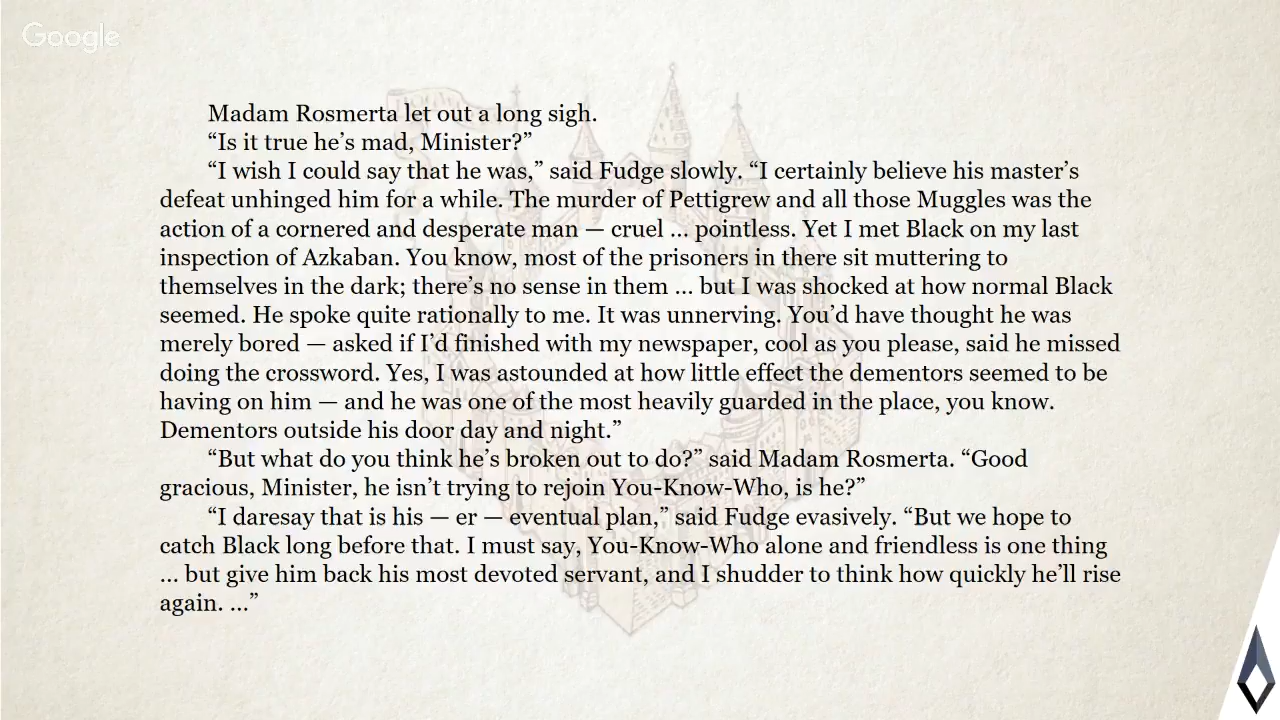 Google
Madam Rosmerta let out a long sigh.
“Is it true he’s mad, Minister?”
“I wish I could say that he was,” said Fudge slowly. “I certainly believe his master’s
defeat unhinged him for a while. The murder of Pettigrew and all those Muggles was the
action of a cornered and desperate man — cruel ... pointless. Yet I met Black on my last
inspection of Azkaban. You know, most of the prisoners in there sit muttering to
themselves in the dark; there’s no sense in them ... but I was shocked at how normal Black
seemed. He spoke quite rationally to me. It was unnerving. You’d have thought he was
merely bored — asked if I’d finished with my newspaper, cool as you please, said he missed
doing the crossword. Yes, I was astounded at how little effect the dementors seemed to be
having on him — and he was one of the most heavily guarded in the place, you know.
Dementors outside his door day and night.”
“But what do you think he’s broken out to do?” said Madam Rosmerta. “Good
gracious, Minister, he isn’t trying to rejoin You-Know-Who, is he?”
“I daresay that is his — er — eventual plan,” said Fudge evasively. “But we hope to
catch Black long before that. I must say, You-Know-Who alone and friendless is one thing
... but give him back his most devoted servant, and I shudder to think how quickly he’ll rise
again. ...”